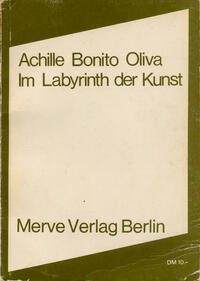 Achille Bonito Oliva
Im Labyrinth der Kunst
Merve Verlag Berlin
DM 10.-